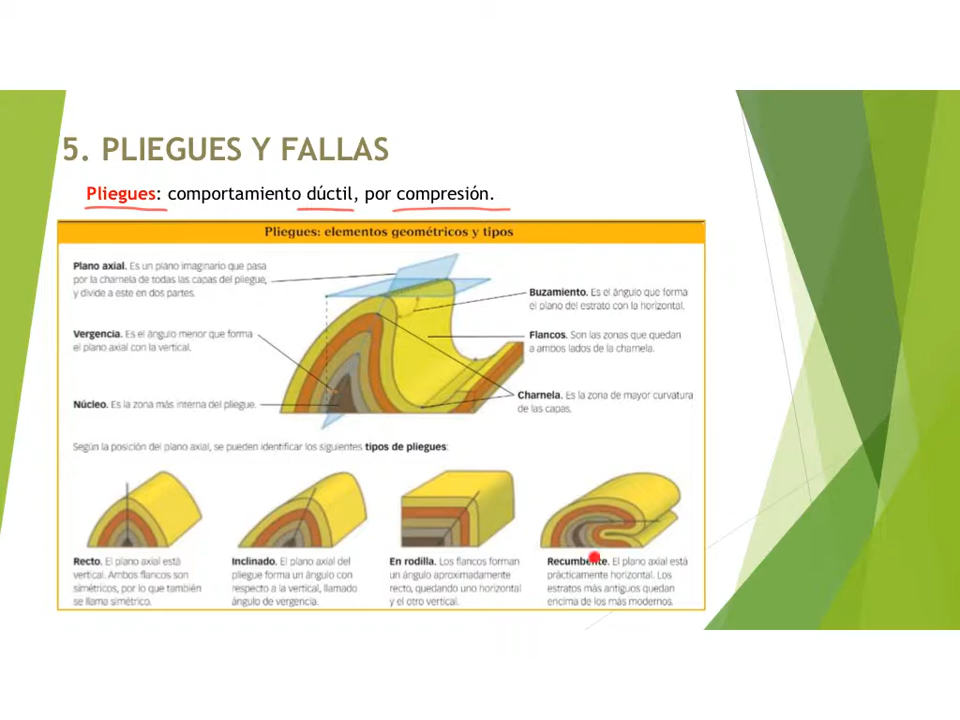 5. PLIEGUES Y FALLAS
Pliegues: comportamiento dúctil, por compresión.
Pliegues: elementos geométricos y tipos
Plano axial. Es un plano imaginario que pasa
por la charnela de todas las capas del pliegue,
y divide a este en dos partes.
Buzamiento. Es el ángulo que forma
el plano del estrato con la horizontal.
Vergencia. Es el ángulo menor que forma
el plano axial con la vertical.
Flancos. Son las zonas que quedan
a ambos lados de la charnela.
Núcleo. Es la zona más interna del pliegue.
Charnela. Es la zona de mayor curvatura
de las capas.
Según la posición del plano axial, se pueden identificar los siguientes tipos de pliegues:
Recto. El plano axial está
vertical. Ambos flancos son
simétricos, por lo que también
se llama simétrico.
Inclinado. El plano axial del
pliegue forma un ángulo con
respecto a la vertical, llamado
ángulo de vergencia.
En rodilla. Los flancos forman
un ángulo aproximadamente
recto, quedando uno horizontal
y el otro vertical.
Recumbente. El plano axial está
prácticamente horizontal. Los
estratos más antiguos quedan
encima de los más modernos.